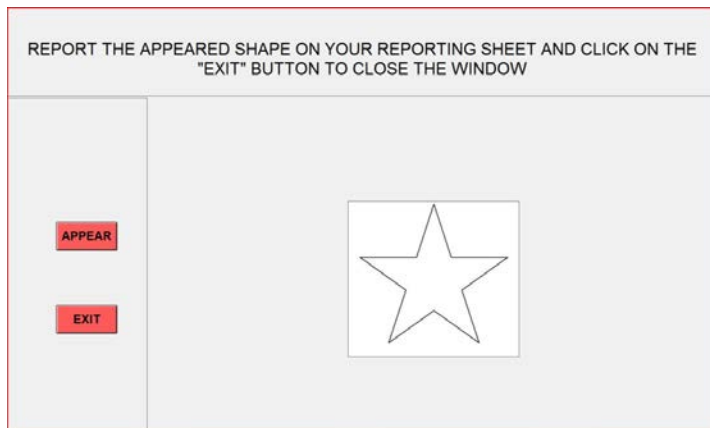 REPORT THE APPEARED SHAPE ON YOUR REPORTING SHEET AND CLICK ON THE
"EXIT" BUTTON TO CLOSE THE WINDOW
APPEAR
EXIT